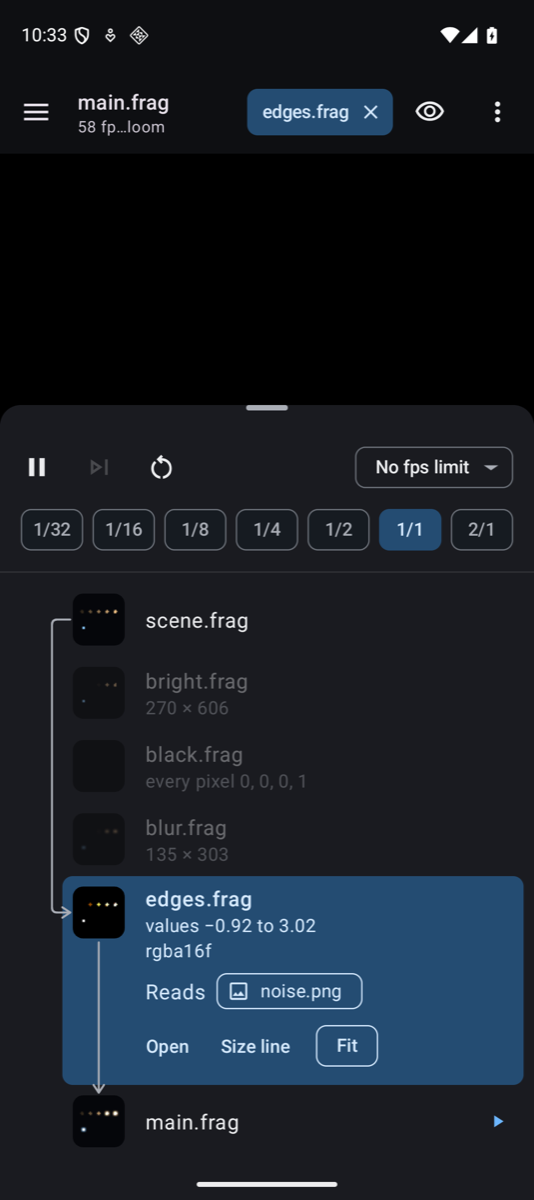 10:33
main.frag
58 fp…loom
edges.frag
No fps limit
1/32 1/16 1/8 1/4 1/2 1/1 2/1
scene.frag
bright.frag
270 × 606
black.frag
every pixel 0, 0, 0, 1
blur.frag
135 × 303
edges.frag
values −0.92 to 3.02
rgba16f
Reads noise.png
Open Size line Fit
main.frag